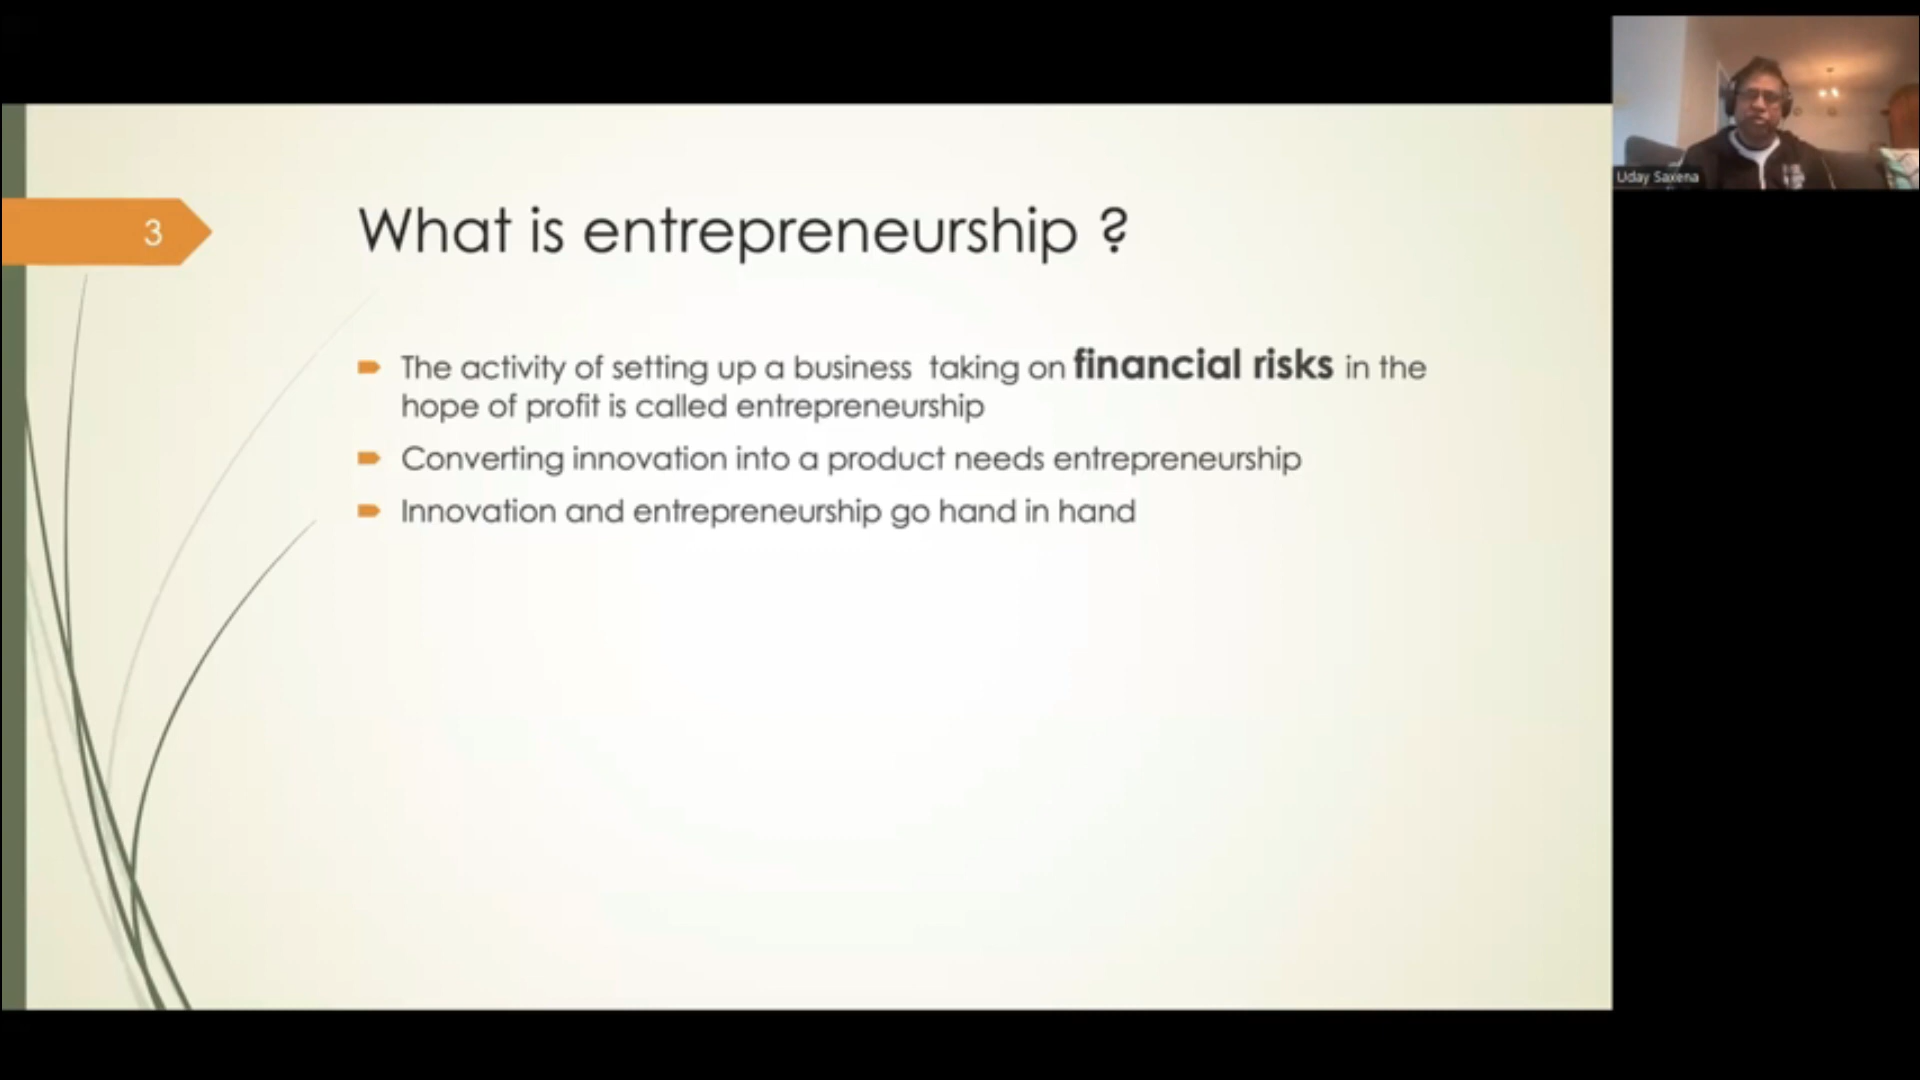 3
What is entrepreneurship ?
The activity of setting up a business taking on financial risks in the
hope of profit is called entrepreneurship
Converting innovation into a product needs entrepreneurship
Innovation and entrepreneurship go hand in hand
Uday Saxena